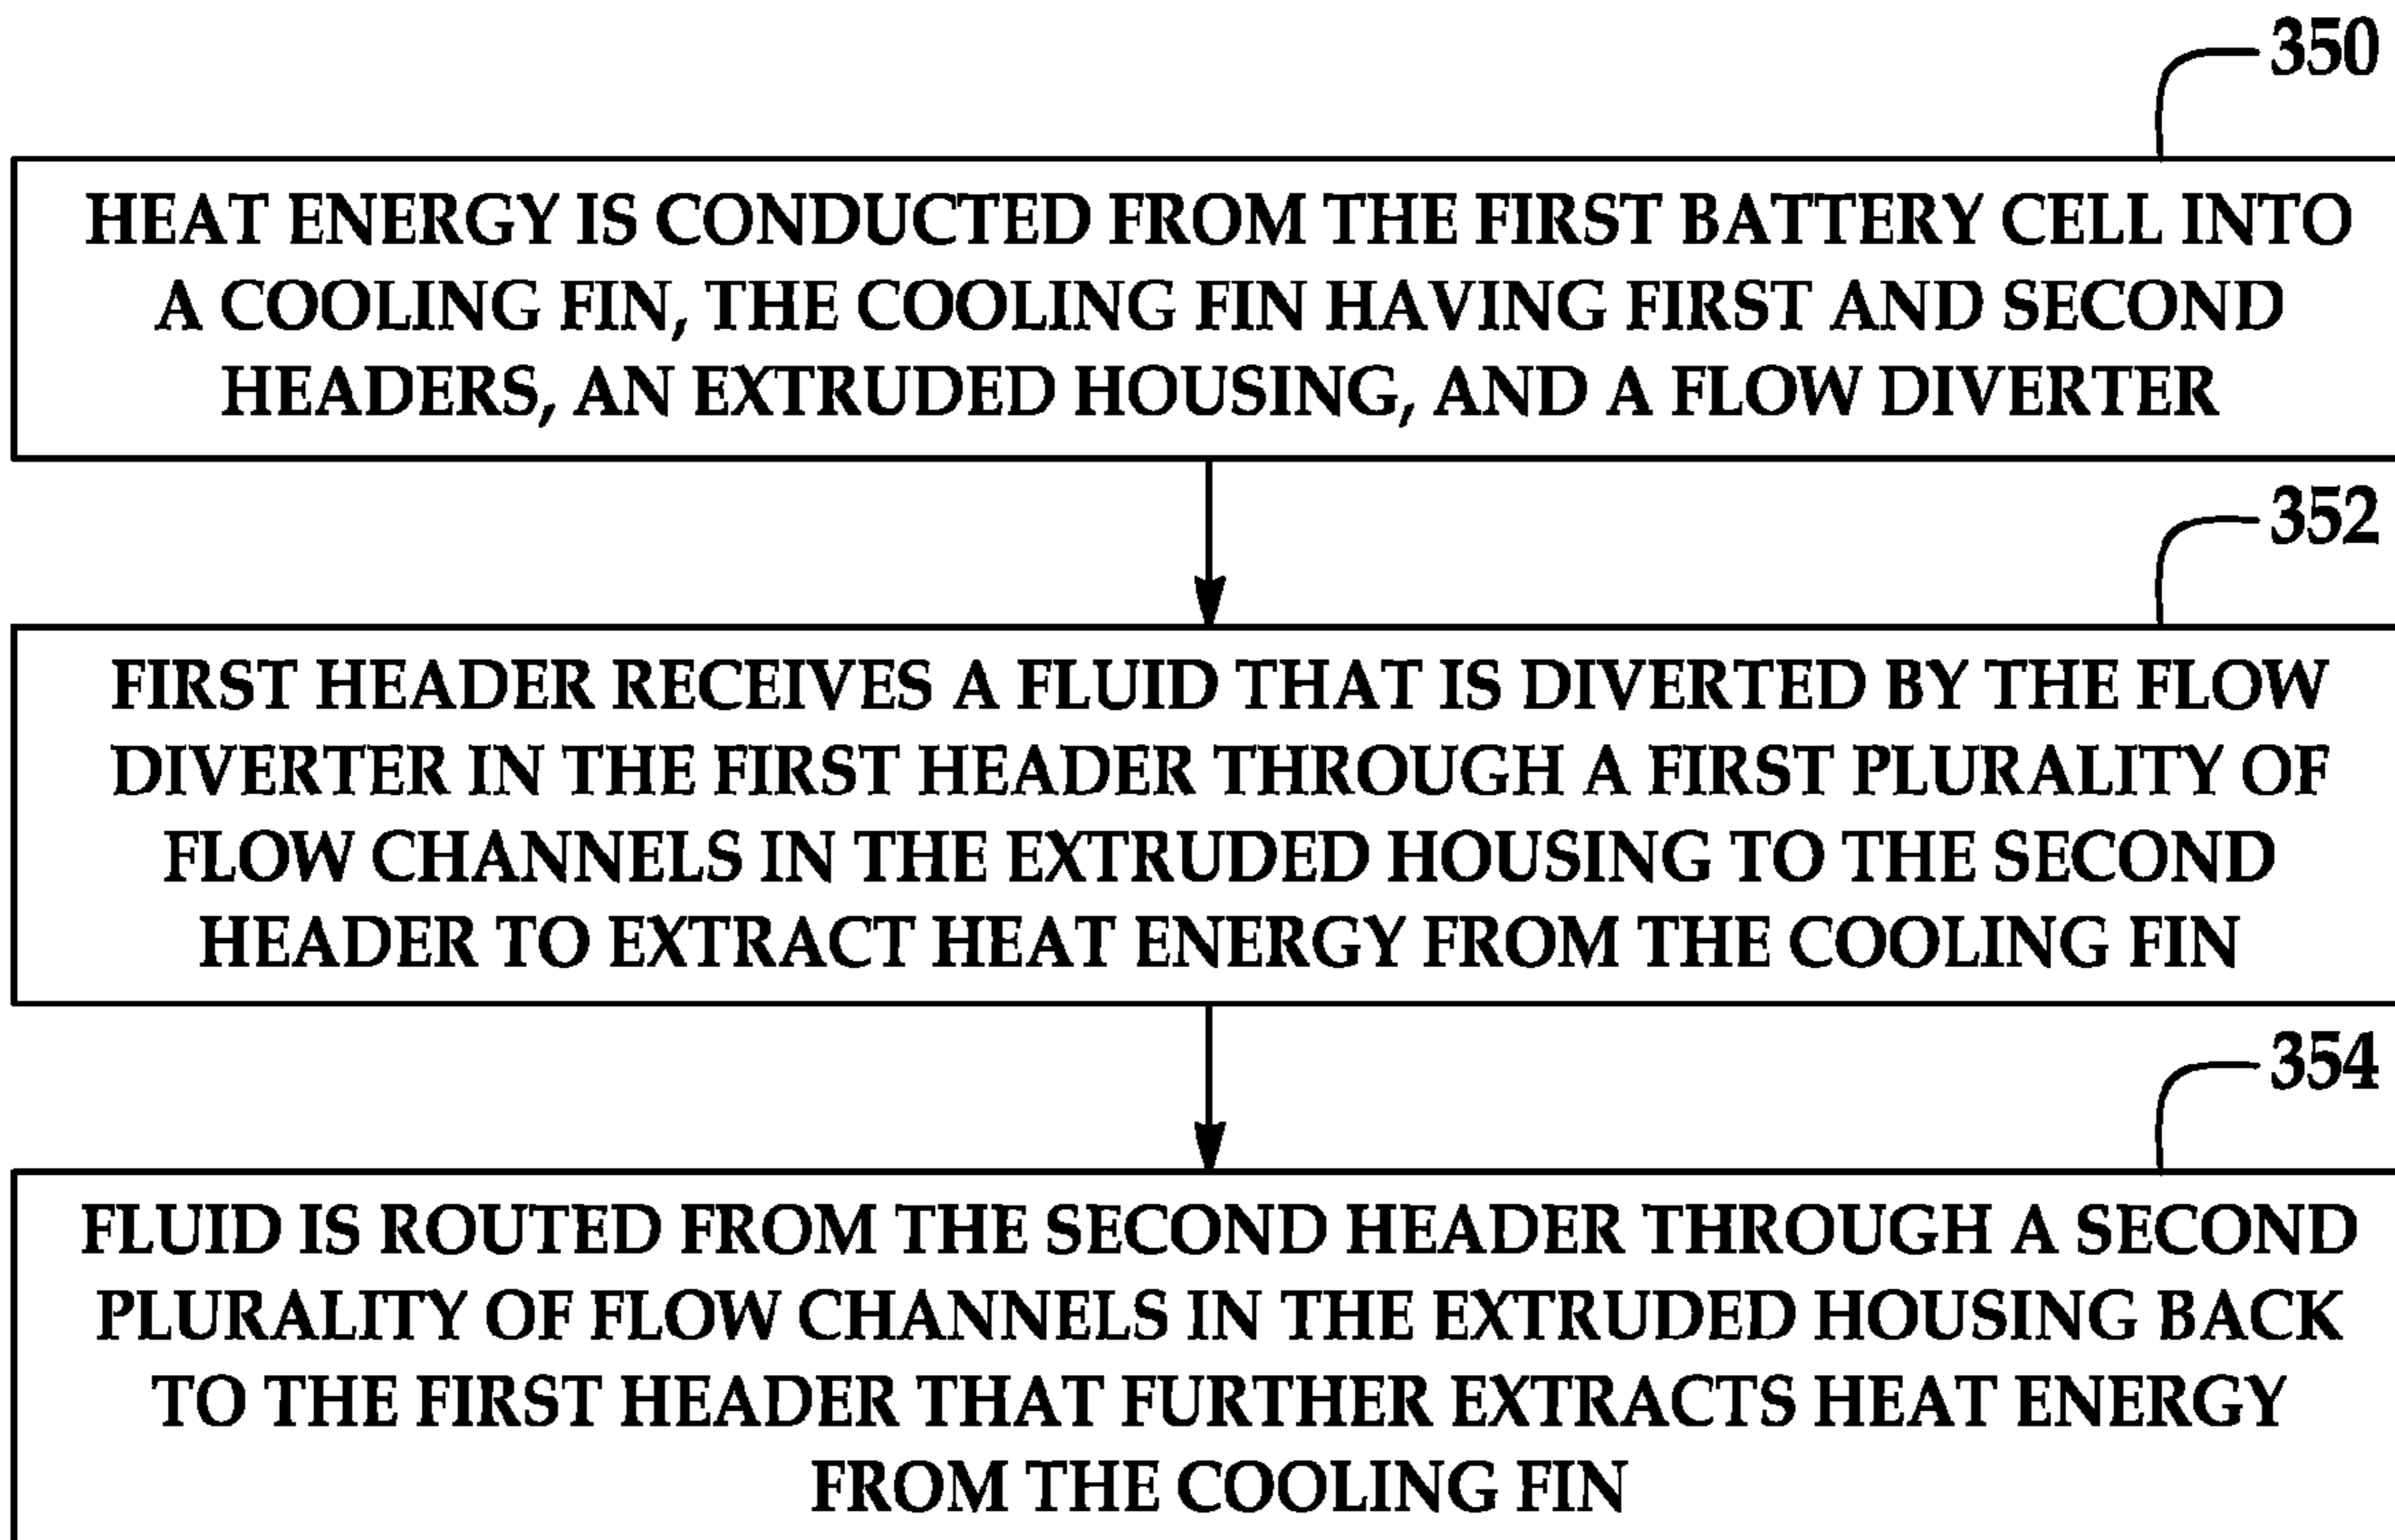 350
HEAT ENERGY IS CONDUCTED FROM THE FIRST BATTERY CELL INTO
A COOLING FIN, THE COOLING FIN HAVING FIRST AND SECOND
HEADERS, AN EXTRUDED HOUSING, AND A FLOW DIVERTER
352
FIRST HEADER RECEIVES A FLUID THAT IS DIVERTED BY THE FLOW
DIVERTER IN THE FIRST HEADER THROUGH A FIRST PLURALITY OF
FLOW CHANNELS IN THE EXTRUDED HOUSING TO THE SECOND
HEADER TO EXTRACT HEAT ENERGY FROM THE COOLING FIN
354
FLUID IS ROUTED FROM THE SECOND HEADER THROUGH A SECOND
PLURALITY OF FLOW CHANNELS IN THE EXTRUDED HOUSING BACK
TO THE FIRST HEADER THAT FURTHER EXTRACTS HEAT ENERGY
FROM THE COOLING FIN